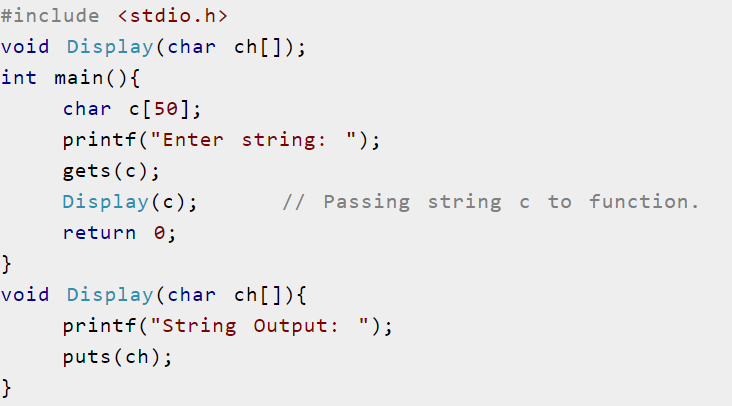 #include <stdio.h>
void Display(char ch[]);
int main(){
     char c[50];
     printf("Enter string: ");
     gets(c);
     Display(c);       // Passing string c to function.
     return 0;
}
void Display(char ch[]){
     printf("String Output: ");
     puts(ch);
}